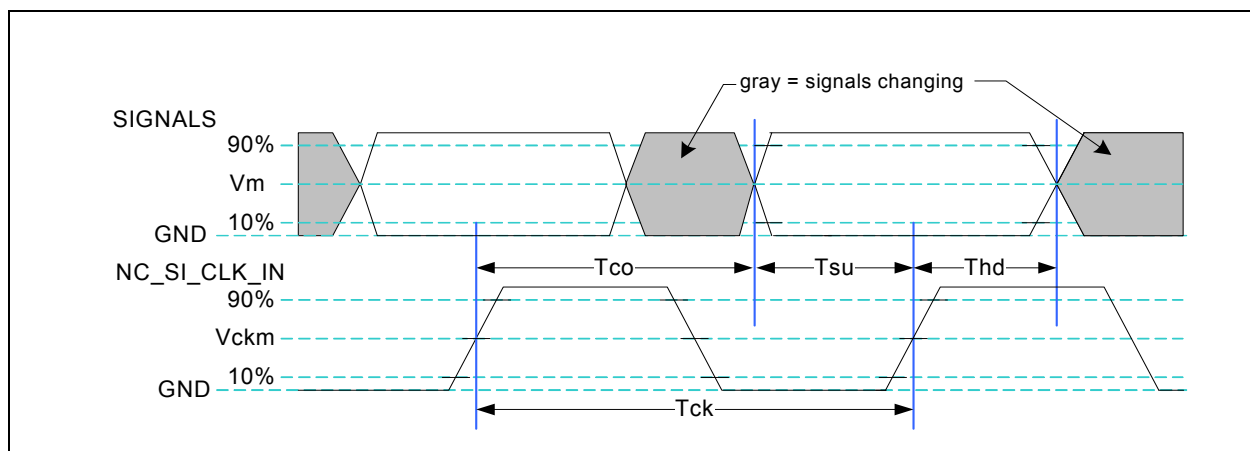 gray = signals changing
SIGNALS
90%
Vm
10%
GND
Tco
Tsu
Thd
NC_SI_CLK_IN
90%
Vckm
10%
GND
Tck